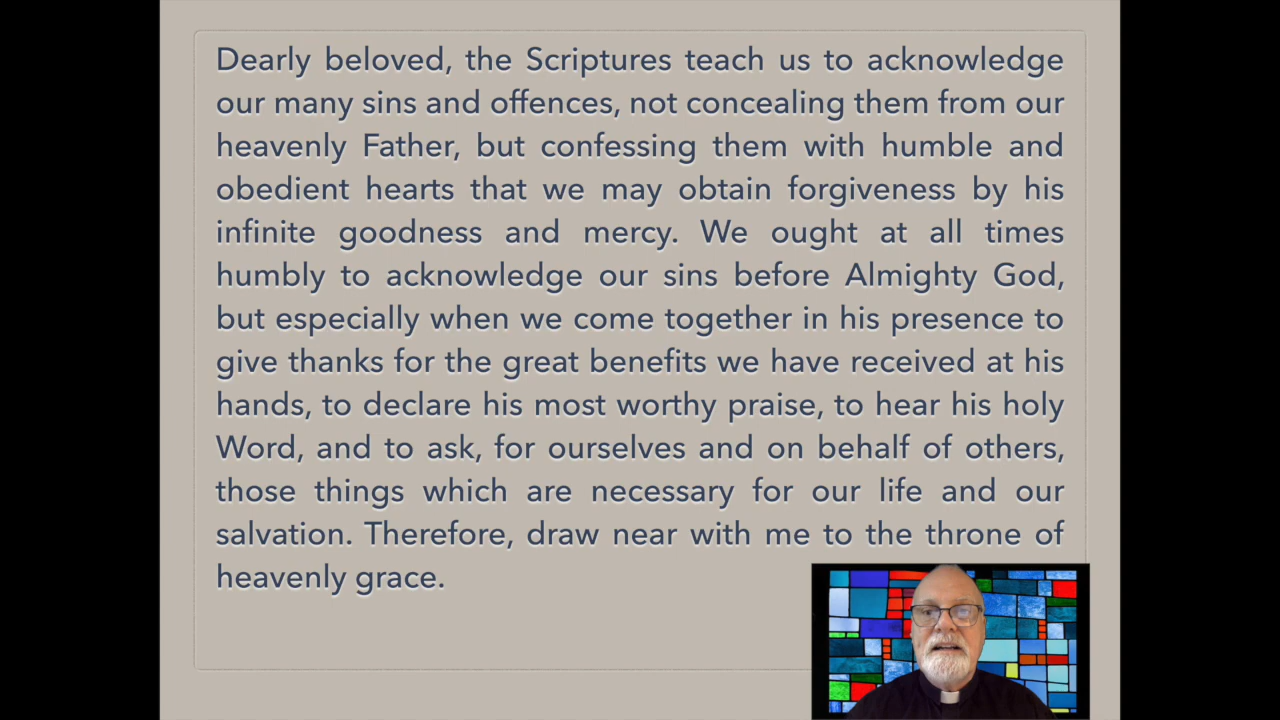 Dearly beloved, the Scriptures teach us to acknowledge
our many sins and offences, not concealing them from our
heavenly Father, but confessing them with humble and
obedient hearts that we may obtain forgiveness by his
infinite goodness and mercy. We ought at all times
humbly to acknowledge our sins before Almighty God,
but especially when we come together in his presence to
give thanks for the great benefits we have received at his
hands, to declare his most worthy praise, to hear his holy
Word, and to ask, for ourselves and on behalf of others,
those things which are necessary for our life and our
salvation. Therefore, draw near with me to the throne of
heavenly grace.